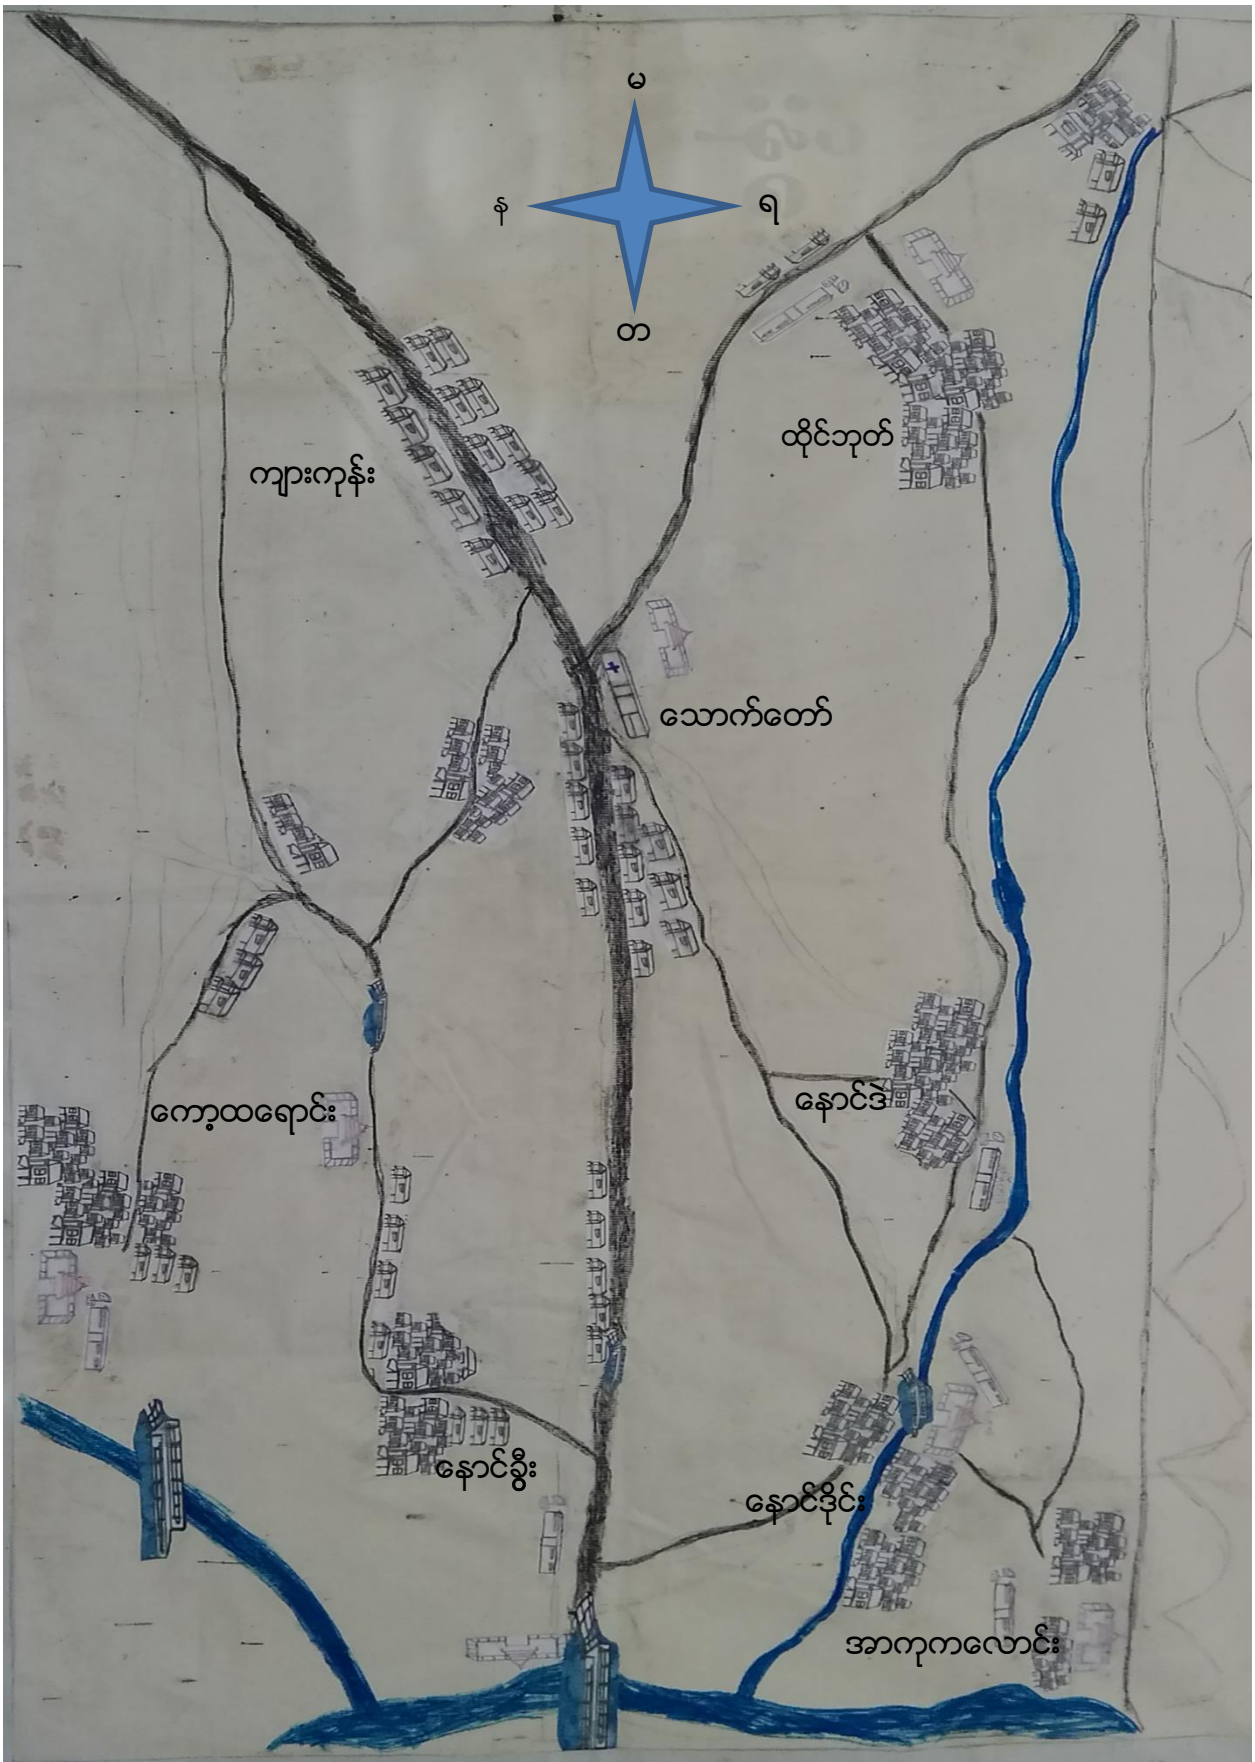 မ
န
ရ
တ
ထိုင်ဘုတ်
ကျားကုန်း
သောက်တော်
နောင်ဒဲ
ကော့ထရောင်း
နောင်ခွီး
နောင်ဒိုင်း
အာကုကလောင်း